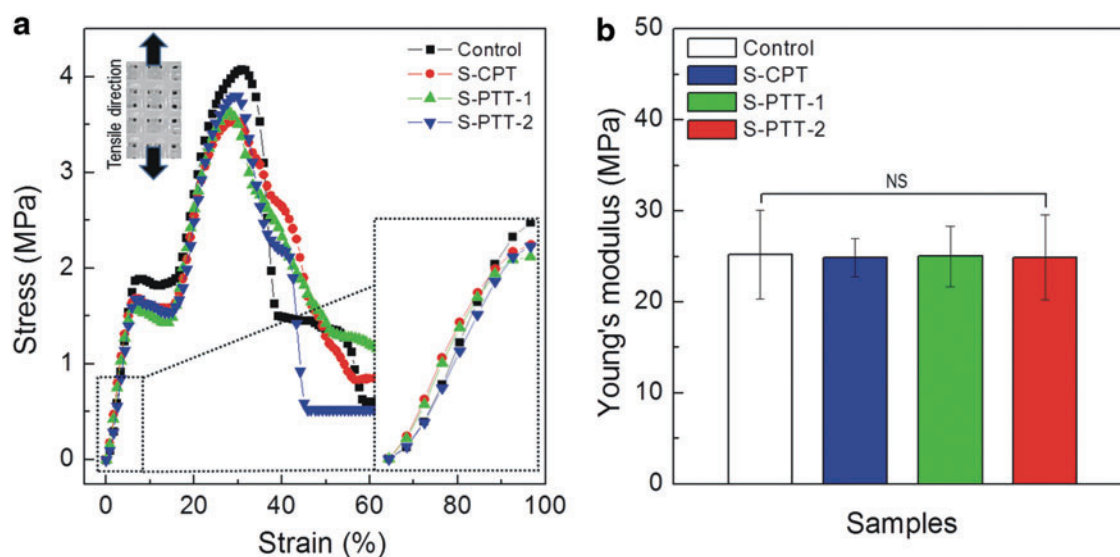 a
Tensile direction
Control
S-CPT
S-PTT-1
S-PTT-2
Stress (MPa)
4
3
2
1
0
0 20 40 60 80 100
Strain (%)
b
Control
S-CPT
S-PTT-1
S-PTT-2
NS
Young's modulus (MPa)
50
40
30
20
10
0
Samples